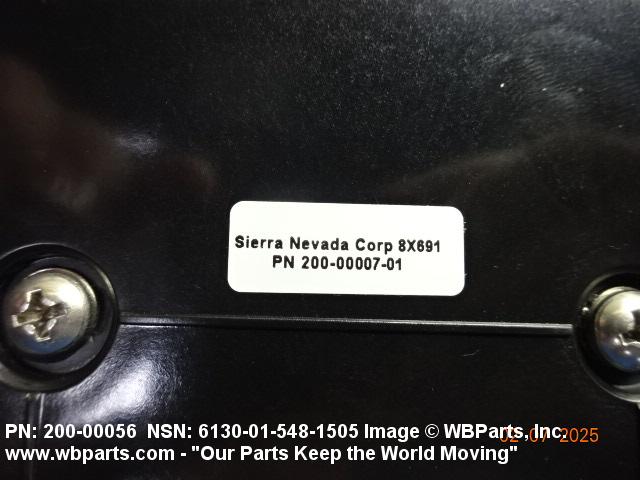 Sierra Nevada Corp 8X691
PN 200-00007-01
PN: 200-00056 NSN: 6130-01-548-1505 Image © WBParts, Inc.
02 07 2025
www.wbparts.com - "Our Parts Keep the World Moving"